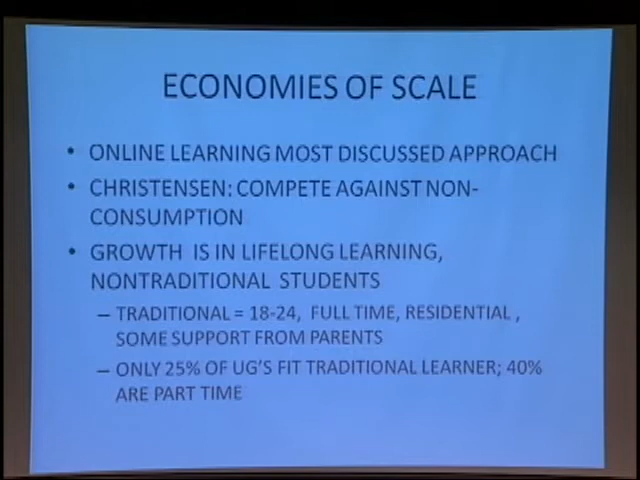 ECONOMIES OF SCALE
• ONLINE LEARNING MOST DISCUSSED APPROACH
• CHRISTENSEN: COMPETE AGAINST NON-
CONSUMPTION
• GROWTH IS IN LIFELONG LEARNING,
NONTRADITIONAL STUDENTS
– TRADITIONAL = 18-24, FULL TIME, RESIDENTIAL ,
SOME SUPPORT FROM PARENTS
– ONLY 25% OF UG'S FIT TRADITIONAL LEARNER; 40%
ARE PART TIME